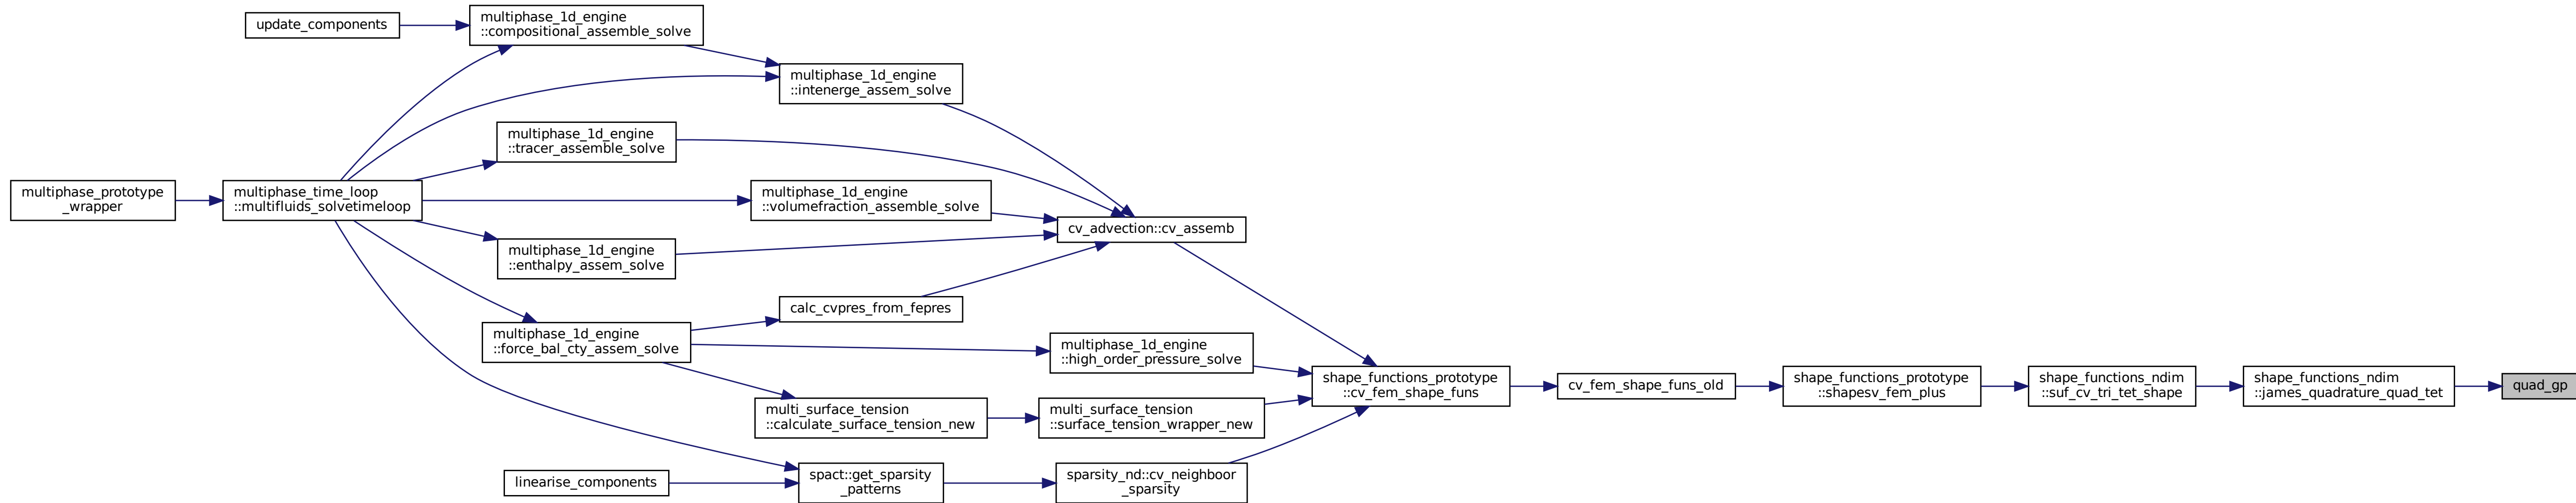 update_components
multiphase_1d_engine
::compositional_assemble_solve
multiphase_1d_engine
::intenerge_assem_solve
multiphase_1d_engine
::tracer_assemble_solve
multiphase_prototype
_wrapper
multiphase_time_loop
::multifluids_solvetimeloop
multiphase_1d_engine
::volumefraction_assemble_solve
cv_advection::cv_assemb
multiphase_1d_engine
::enthalpy_assem_solve
calc_cvpres_from_fepres
multiphase_1d_engine
::force_bal_cty_assem_solve
multiphase_1d_engine
::high_order_pressure_solve
shape_functions_prototype
::cv_fem_shape_funs
cv_fem_shape_funs_old
shape_functions_prototype
::shapesv_fem_plus
shape_functions_ndim
::suf_cv_tri_tet_shape
shape_functions_ndim
::james_quadrature_quad_tet
quad_gp
multi_surface_tension
::calculate_surface_tension_new
multi_surface_tension
::surface_tension_wrapper_new
linearise_components
spact::get_sparsity
_patterns
sparsity_nd::cv_neighboor
_sparsity